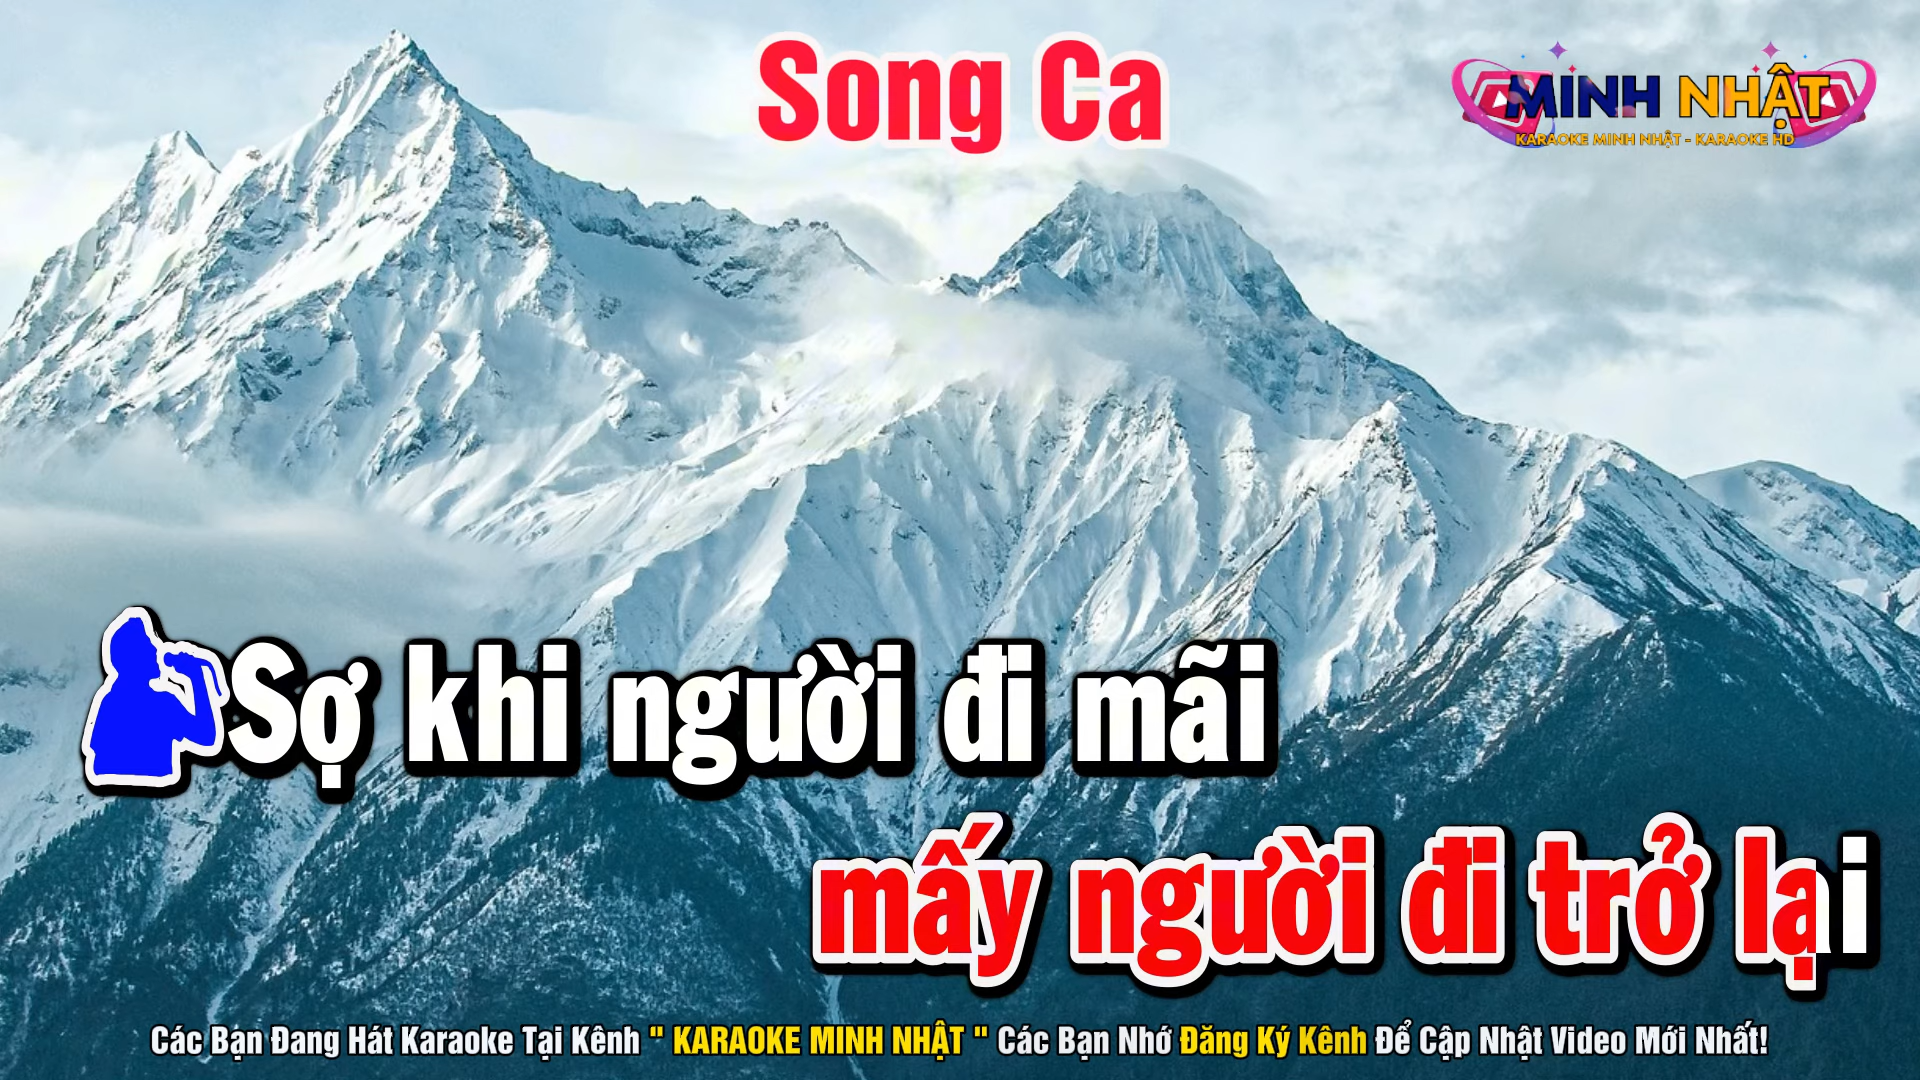 Song Ca
MINH NHẬT
KARAOKE MINH NHẬT - KARAOKE HD
Sợ khi người đi mãi
mấy người đi trở lại
Các Bạn Đang Hát Karaoke Tại Kênh " KARAOKE MINH NHẬT " Các Bạn Nhớ Đăng Ký Kênh Để Cập Nhật Video Mới Nhất!